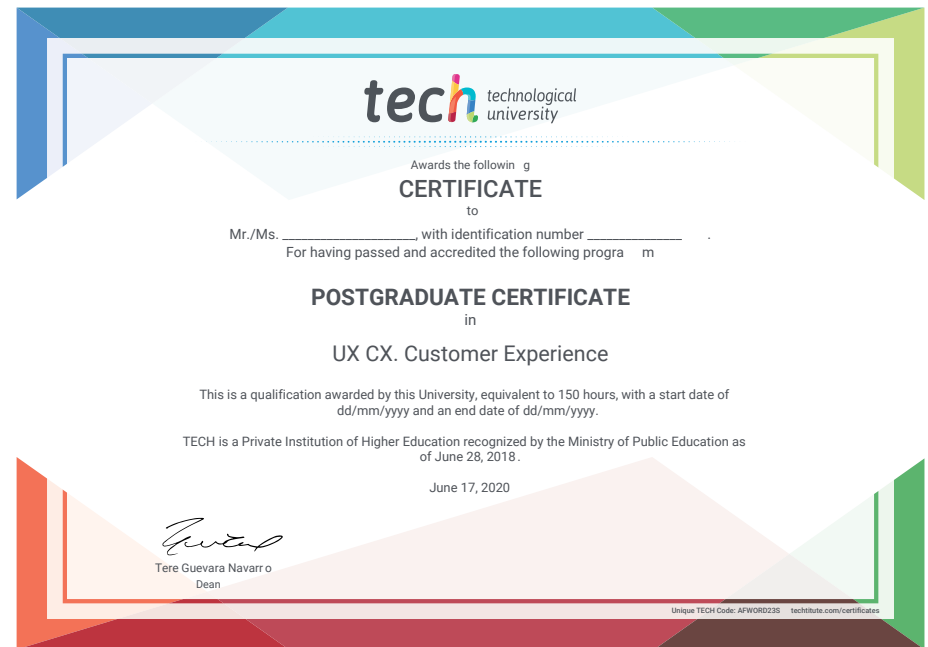 tech technological
university
Awards the followin g
CERTIFICATE
to
Mr./Ms. _____________________, with identification number _______________ .
For having passed and accredited the following progra m
POSTGRADUATE CERTIFICATE
in
UX CX. Customer Experience
This is a qualification awarded by this University, equivalent to 150 hours, with a start date of
dd/mm/yyyy and an end date of dd/mm/yyyy.
TECH is a Private Institution of Higher Education recognized by the Ministry of Public Education as
of June 28, 2018 .
June 17, 2020
Tere Guevara Navarr o
Dean
Unique TECH Code: AFWORD23S techtitute.com/certificates